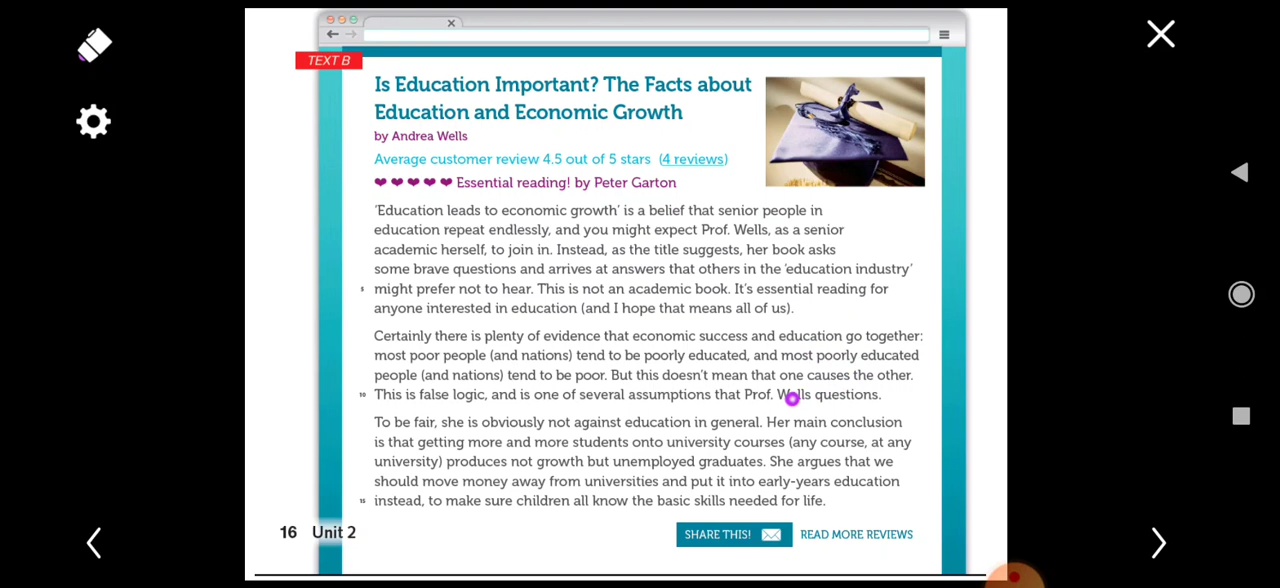 TEXT B
Is Education Important? The Facts about
Education and Economic Growth
by Andrea Wells
Average customer review 4.5 out of 5 stars (4 reviews)
❤ ❤ ❤ ❤ ❤ Essential reading! by Peter Garton
‘Education leads to economic growth’ is a belief that senior people in
education repeat endlessly, and you might expect Prof. Wells, as a senior
academic herself, to join in. Instead, as the title suggests, her book asks
some brave questions and arrives at answers that others in the ‘education industry’
5 might prefer not to hear. This is not an academic book. It’s essential reading for
anyone interested in education (and I hope that means all of us).
Certainly there is plenty of evidence that economic success and education go together:
most poor people (and nations) tend to be poorly educated, and most poorly educated
people (and nations) tend to be poor. But this doesn’t mean that one causes the other.
10 This is false logic, and is one of several assumptions that Prof. Wells questions.
To be fair, she is obviously not against education in general. Her main conclusion
is that getting more and more students onto university courses (any course, at any
university) produces not growth but unemployed graduates. She argues that we
should move money away from universities and put it into early-years education
15 instead, to make sure children all know the basic skills needed for life.
16 Unit 2
SHARE THIS! READ MORE REVIEWS